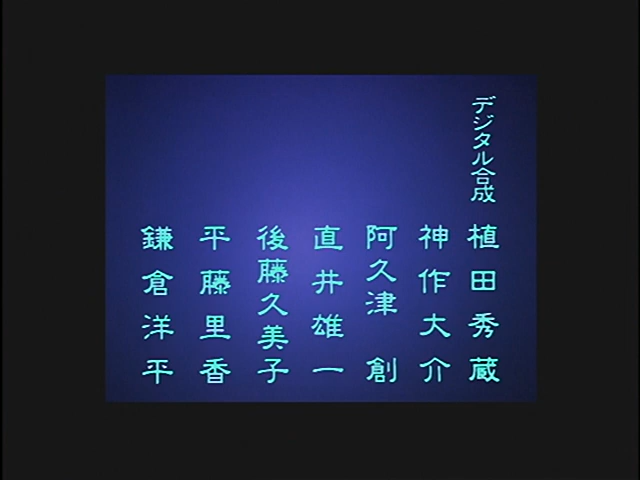 デジタル合成
植田秀蔵
神作大介
阿久津 創
直井雄一
後藤久美子
平藤里香
鎌倉洋平